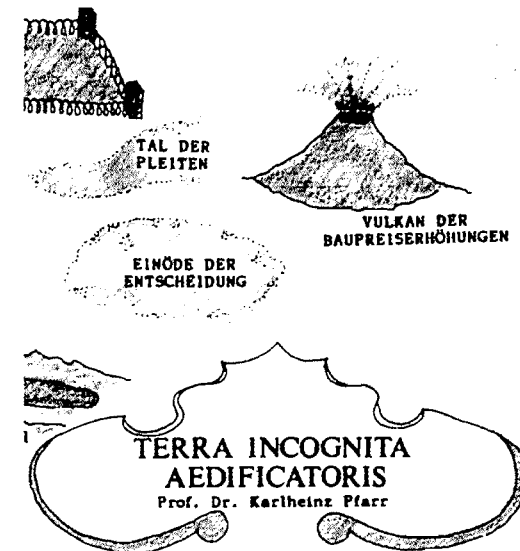 TAL DER
PLEITEN
VULKAN DER
BAUPREISERHÖHUNGEN
EINÖDE DER
ENTSCHEIDUNG
TERRA INCOGNITA
AEDIFICATORIS
Prof. Dr. Karlheinz Pfarr